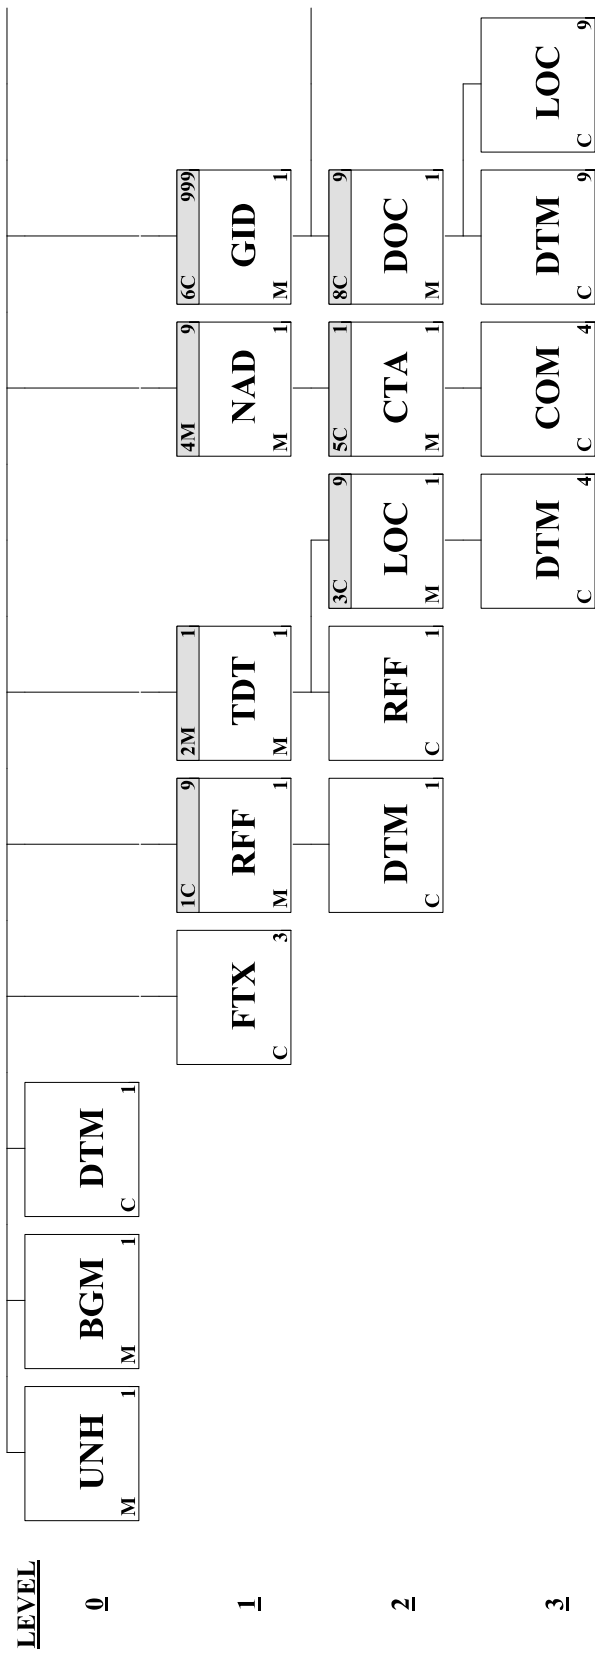 LEVEL
0
UNH
M 1
BGM
M 1
DTM
C 1
1
FTX
C 3
1C 9
RFF
M 1
2M 1
TDT
M 1
4M 9
NAD
M 1
6C 999
GID
M 1
2
DTM
C 1
RFF
C 1
3C 9
LOC
M 1
5C 1
CTA
M 1
8C 9
DOC
M 1
3
DTM
C 4
COM
C 4
DTM
C 9
LOC
C 9